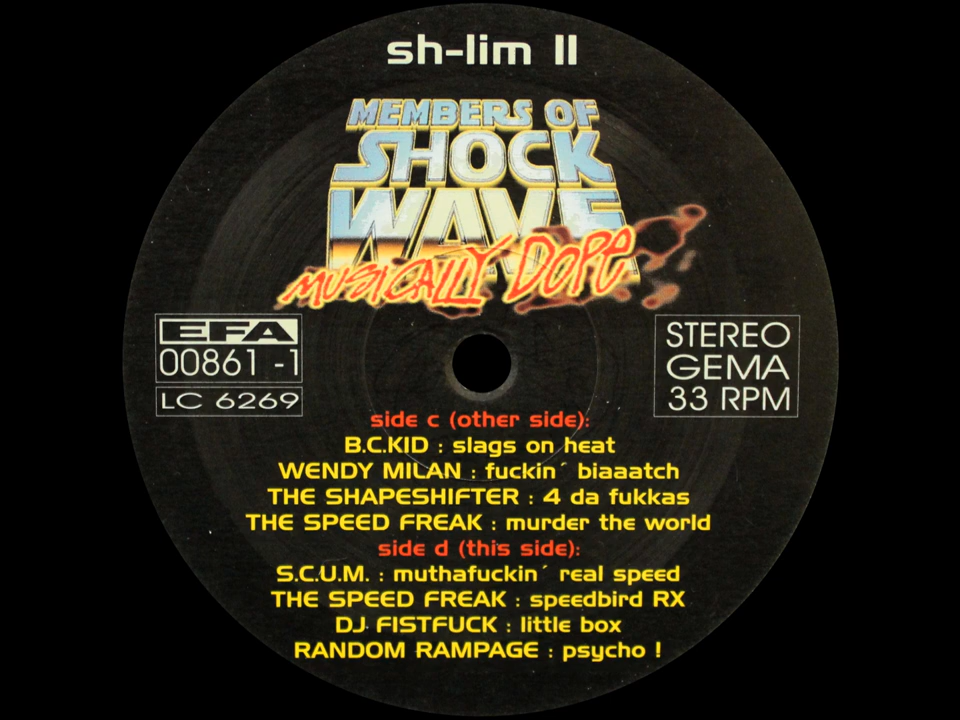 sh-lim II
MEMBERS OF
SHOCK
WAVE
MUSICALLY DOPE
EFA
00861 -1
LC 6269
STEREO
GEMA
33 RPM
side c (other side):
B.C.KID : slags on heat
WENDY MILAN : fuckin´ biaaatch
THE SHAPESHIFTER : 4 da fukkas
THE SPEED FREAK : murder the world
side d (this side):
S.C.U.M. : muthafuckin´ real speed
THE SPEED FREAK : speedbird RX
DJ FISTFUCK : little box
RANDOM RAMPAGE : psycho !